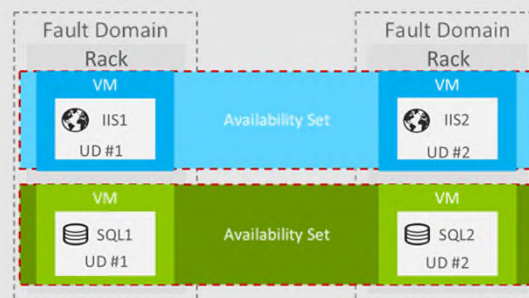 Fault Domain
Rack
Fault Domain
Rack
VM
IIS1
UD #1
Availability Set
VM
IIS2
UD #2
VM
SQL1
UD #1
Availability Set
VM
SQL2
UD #2